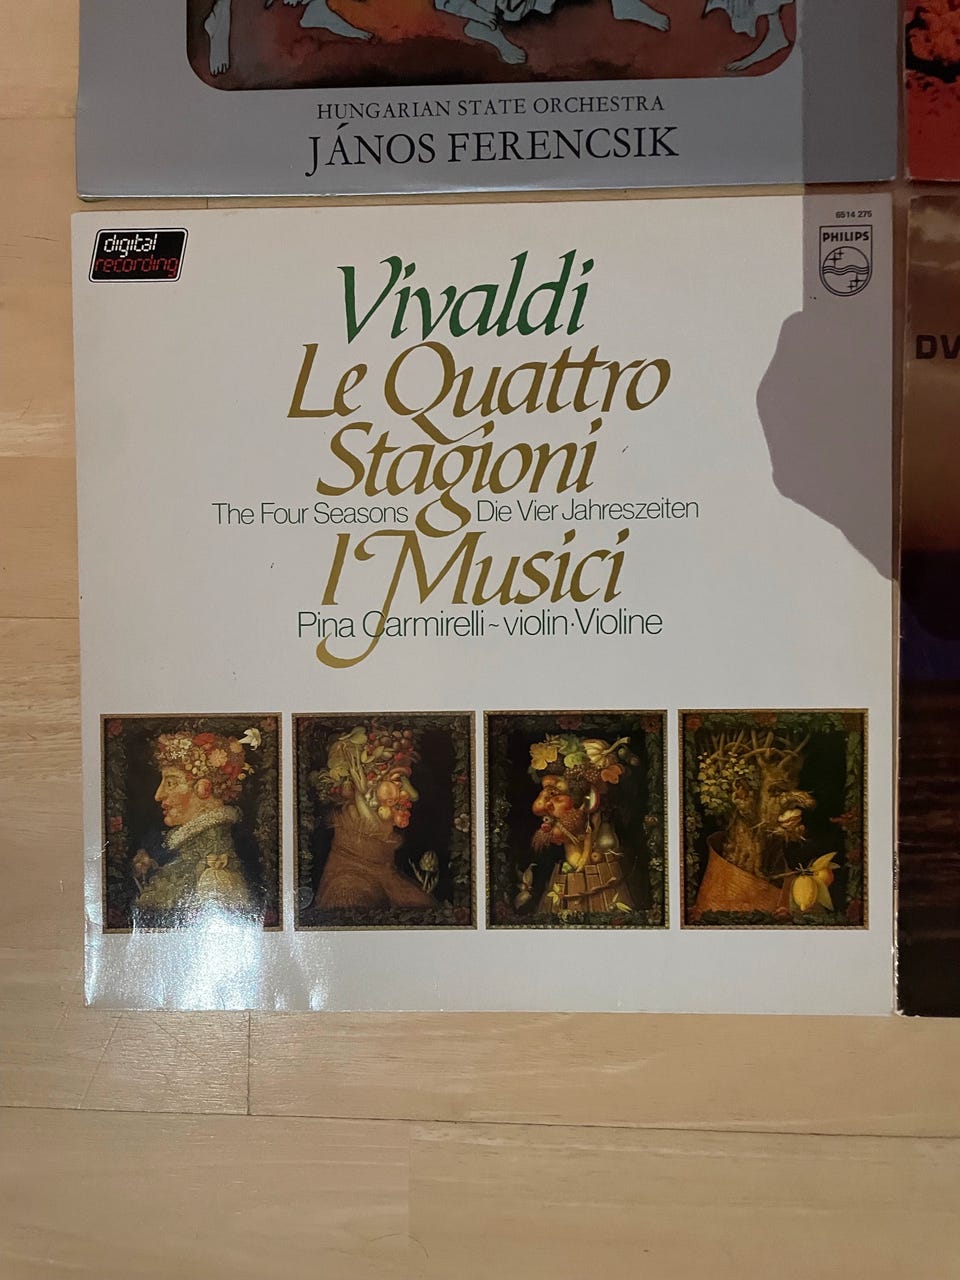 HUNGARIAN STATE ORCHESTRA
JÁNOS FERENCSIK
6514 275
digital
recording
PHILIPS
Vivaldi
Le Quattro
Stagioni
The Four Seasons Die Vier Jahreszeiten
I Musici
Pina Carmirelli~violin·Violine
DV